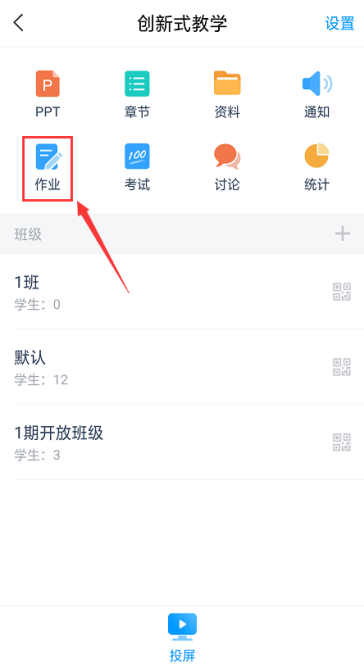 创新式教学 设置
P
PPT 章节 资料 通知
100
作业 考试 讨论 统计
班级
1班
学生：0
默认
学生：12
1期开放班级
学生：3
投屏